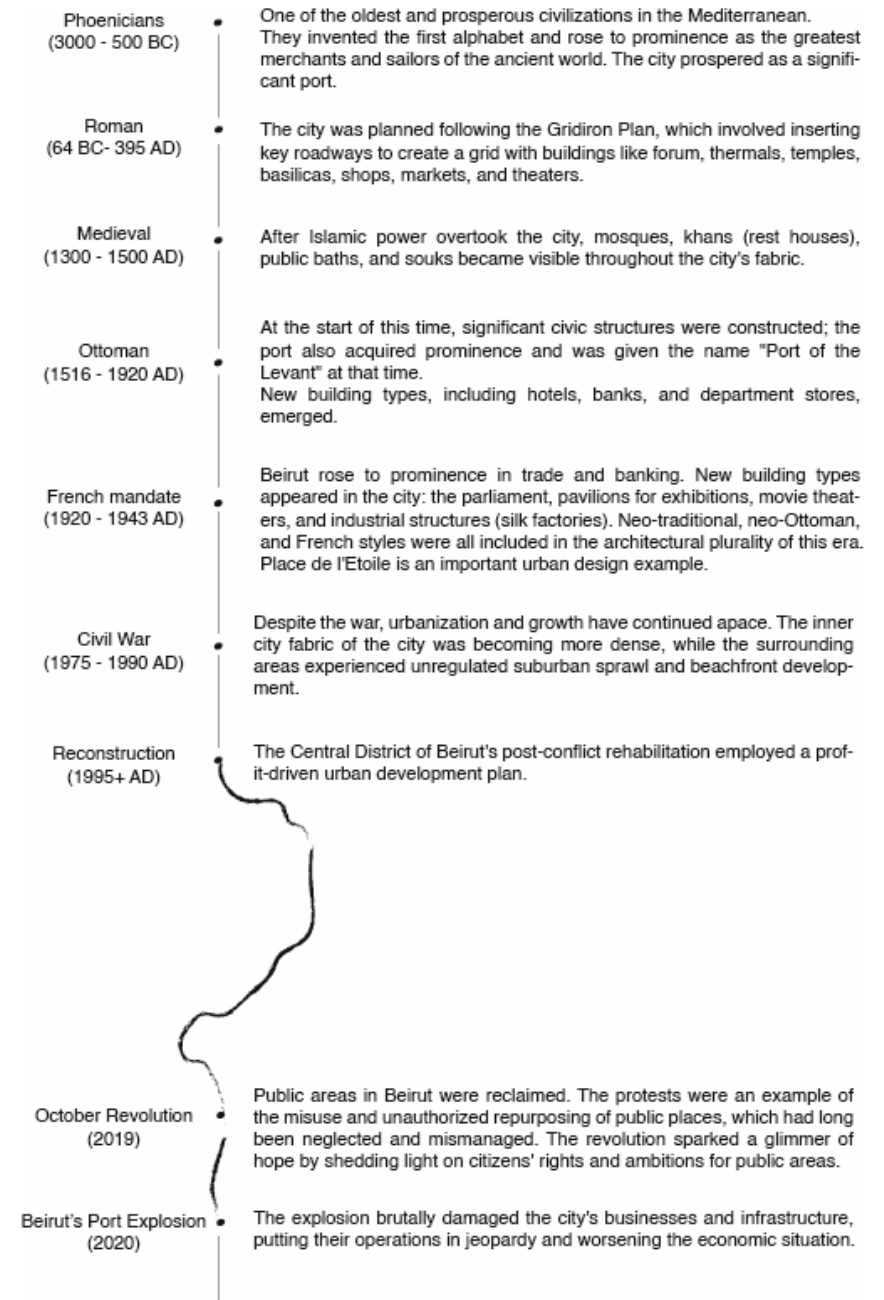 Phoenicians
(3000 - 500 BC)
One of the oldest and prosperous civilizations in the Mediterranean.
They invented the first alphabet and rose to prominence as the greatest
merchants and sailors of the ancient world. The city prospered as a signifi-
cant port.
Roman
(64 BC- 395 AD)
The city was planned following the Gridiron Plan, which involved inserting
key roadways to create a grid with buildings like forum, thermals, temples,
basilicas, shops, markets, and theaters.
Medieval
(1300 - 1500 AD)
After Islamic power overtook the city, mosques, khans (rest houses),
public baths, and souks became visible throughout the city's fabric.
Ottoman
(1516 - 1920 AD)
At the start of this time, significant civic structures were constructed; the
port also acquired prominence and was given the name "Port of the
Levant" at that time.
New building types, including hotels, banks, and department stores,
emerged.
French mandate
(1920 - 1943 AD)
Beirut rose to prominence in trade and banking. New building types
appeared in the city: the parliament, pavilions for exhibitions, movie theat-
ers, and industrial structures (silk factories). Neo-traditional, neo-Ottoman,
and French styles were all included in the architectural plurality of this era.
Place de l'Etoile is an important urban design example.
Civil War
(1975 - 1990 AD)
Despite the war, urbanization and growth have continued apace. The inner
city fabric of the city was becoming more dense, while the surrounding
areas experienced unregulated suburban sprawl and beachfront develop-
ment.
Reconstruction
(1995+ AD)
The Central District of Beirut's post-conflict rehabilitation employed a prof-
it-driven urban development plan.
October Revolution
(2019)
Public areas in Beirut were reclaimed. The protests were an example of
the misuse and unauthorized repurposing of public places, which had long
been neglected and mismanaged. The revolution sparked a glimmer of
hope by shedding light on citizens' rights and ambitions for public areas.
Beirut's Port Explosion
(2020)
The explosion brutally damaged the city's businesses and infrastructure,
putting their operations in jeopardy and worsening the economic situation.